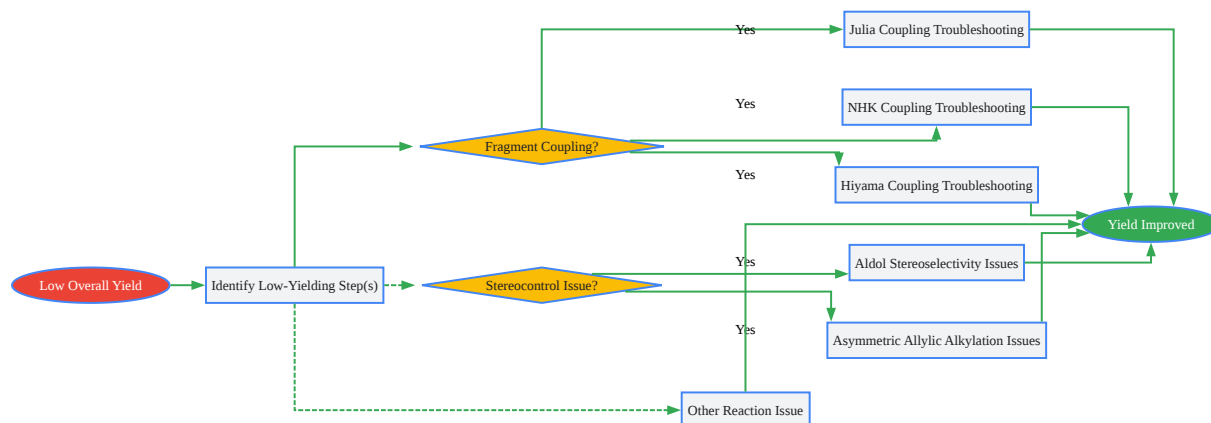 Yes
Julia Coupling Troubleshooting
Yes
NHK Coupling Troubleshooting
Fragment Coupling?
Yes
Hiyama Coupling Troubleshooting
Yield Improved
Yes
Aldol Stereoselectivity Issues
Low Overall Yield
Identify Low-Yielding Step(s)
Stereocontrol Issue?
Yes
Asymmetric Allylic Alkylation Issues
Other Reaction Issue